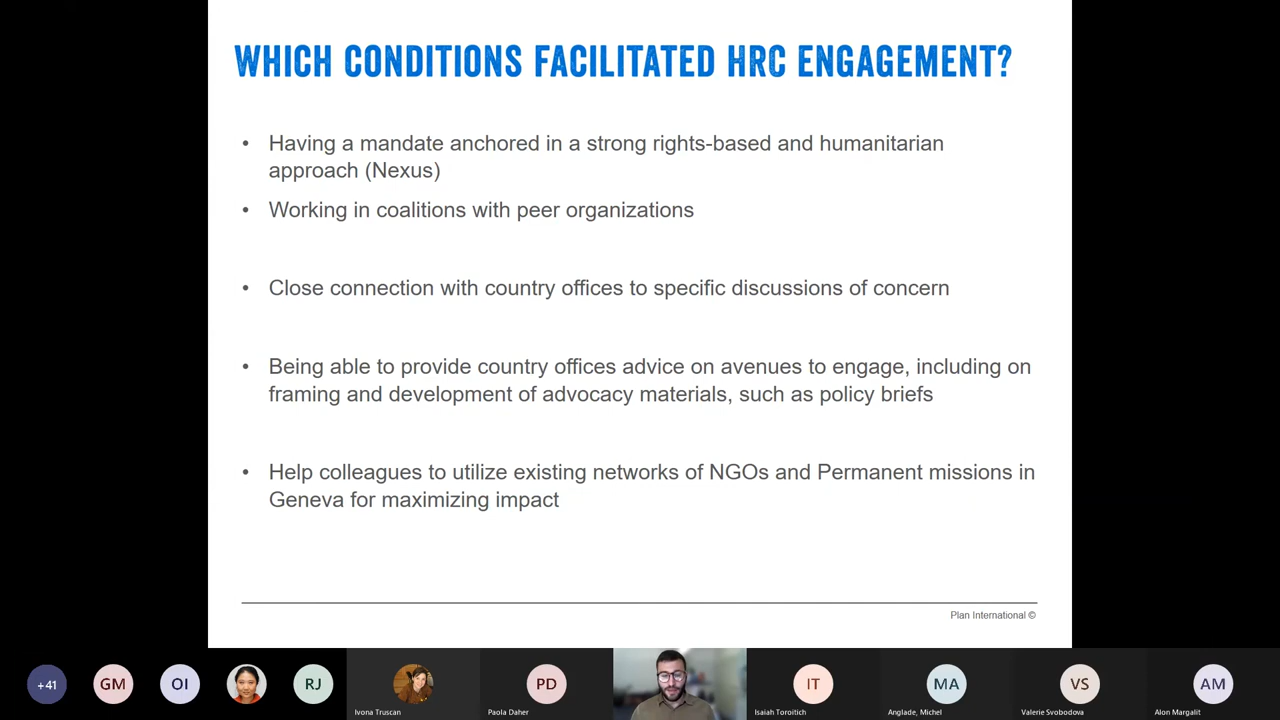 WHICH CONDITIONS FACILITATED HRC ENGAGEMENT?
• Having a mandate anchored in a strong rights-based and humanitarian
approach (Nexus)
• Working in coalitions with peer organizations
• Close connection with country offices to specific discussions of concern
• Being able to provide country offices advice on avenues to engage, including on
framing and development of advocacy materials, such as policy briefs
• Help colleagues to utilize existing networks of NGOs and Permanent missions in
Geneva for maximizing impact
Plan International ©
+41
GM
OI
RJ
Ivona Truscan
PD
Paola Daher
IT
Isaiah Toroitich
MA
Anglade, Michel
VS
Valerie Svobodova
AM
Alon Margalit